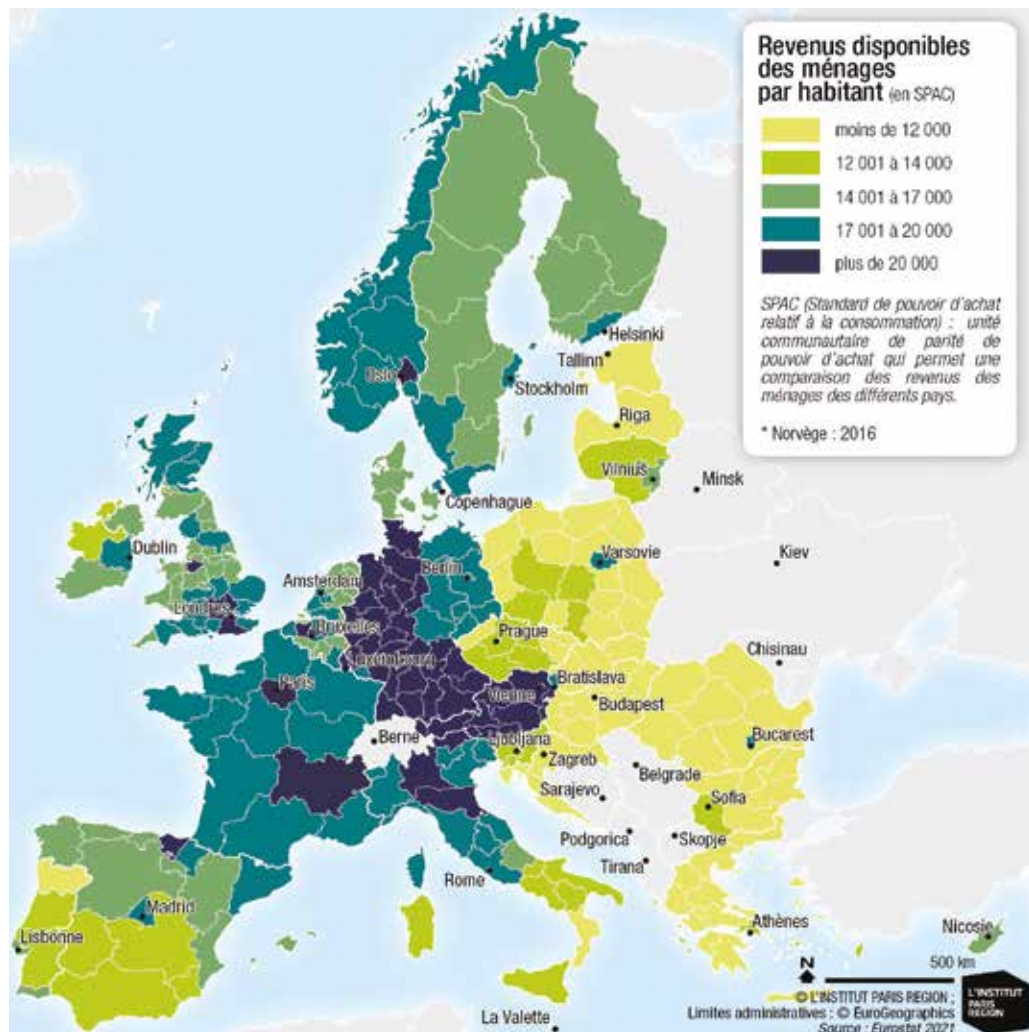 Revenus disponibles
des ménages
par habitant (en SPAC)
moins de 12 000
12 001 à 14 000
14 001 à 17 000
17 001 à 20 000
plus de 20 000
SPAC (Standard de pouvoir d'achat
relatif à la consommation) : unité
communautaire de parité de
pouvoir d'achat qui permet une
comparaison des revenus des
ménages des différents pays.
* Norvège : 2016
Helsinki
Tallinn
Oslo
Stockholm
Riga
Vilnius
Minsk
Copenhague
Dublin
Varsovie
Kiev
Berlin
Amsterdam
Londres
Bruxelles
Prague
Luxembourg
Chisinau
Paris
Bratislava
Vienne
Budapest
Berne
Ljubljana
Bucarest
Zagreb
Belgrade
Sarajevo
Sofia
Podgorica
Skopje
Tirana
Rome
Madrid
Lisbonne
Athènes
Nicosie
N
500 km
La Valette
© L'INSTITUT PARIS REGION ;
Limites administratives : © EuroGeographics
Source : Eurostat 2021
L'INSTITUT
PARIS
REGION